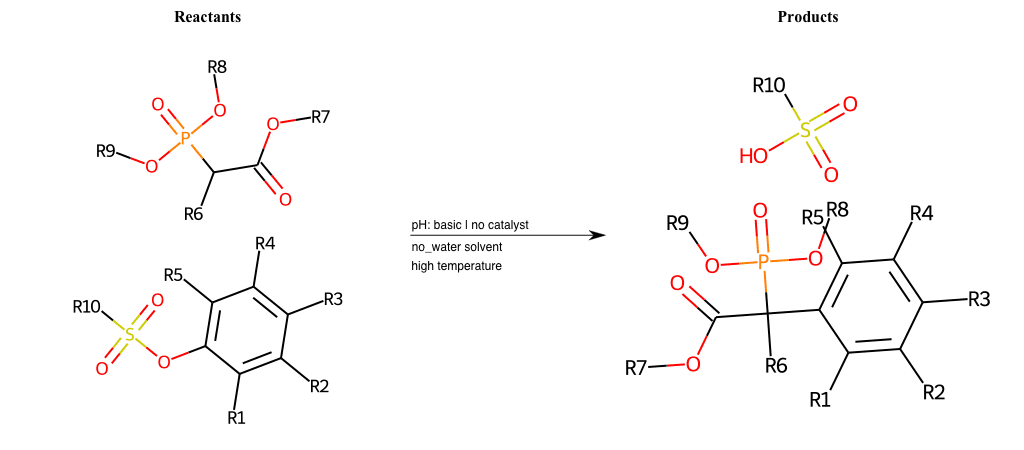 Reactants
Products
R8
O
O
O
R7
P
R9
O
O
R6
R4
R5
R3
R10
O
S
O
O
R2
R1
pH: basic | no catalyst
no_water solvent
high temperature
R10
O
S
HO
O
O
R5
R8
R4
R9
O
P
O
O
R3
R7
O
R6
R1
R2